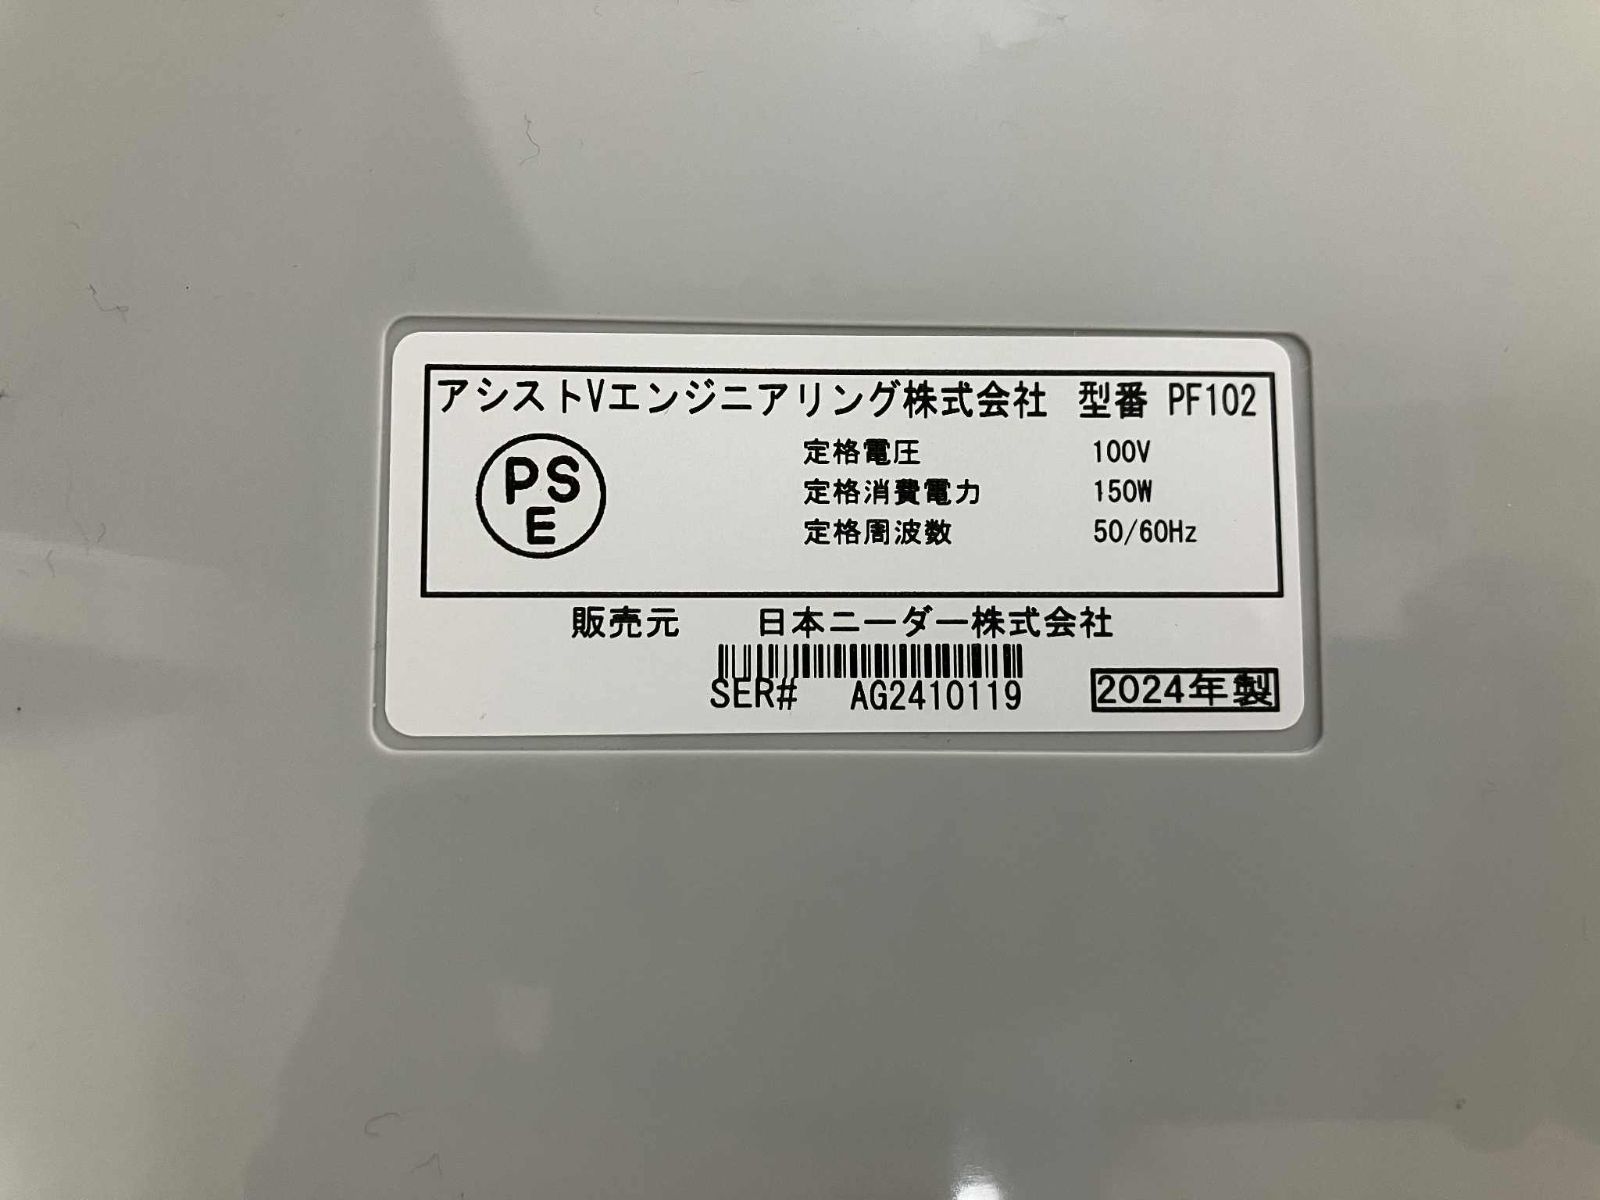 アシストVエンジニアリング株式会社 型番 PF102
PS
E
定格電圧 100V
定格消費電力 150W
定格周波数 50/60Hz
販売元 日本ニーダー株式会社
SER# AG2410119
2024年製